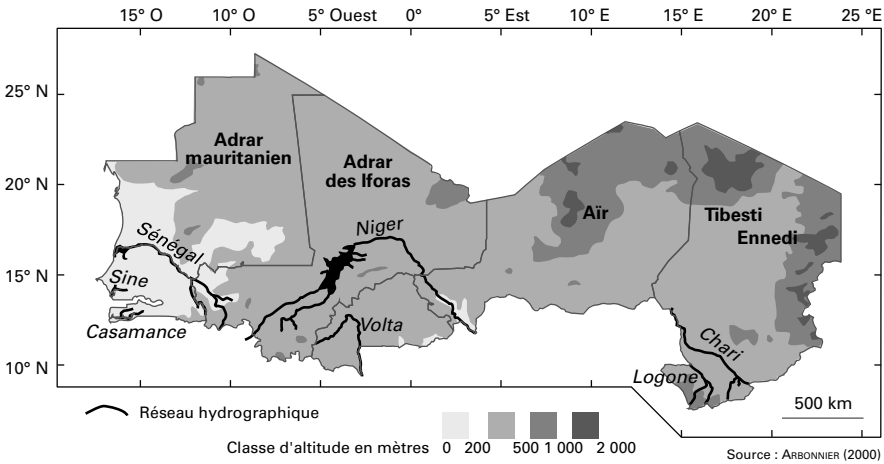 15° O 10° O 5° Ouest 0° 5° Est 10° E 15° E 20° E 25 °E
25° N
20° N
15° N
10° N
Adrar
mauritanien
Adrar
des Iforas
Aïr
Tibesti
Ennedi
Niger
Sénégal
Sine
Casamance
Volta
Chari
Logone
500 km
Réseau hydrographique
Classe d'altitude en mètres 0 200 500 1 000 2 000
Source : ARBONNIER (2000)